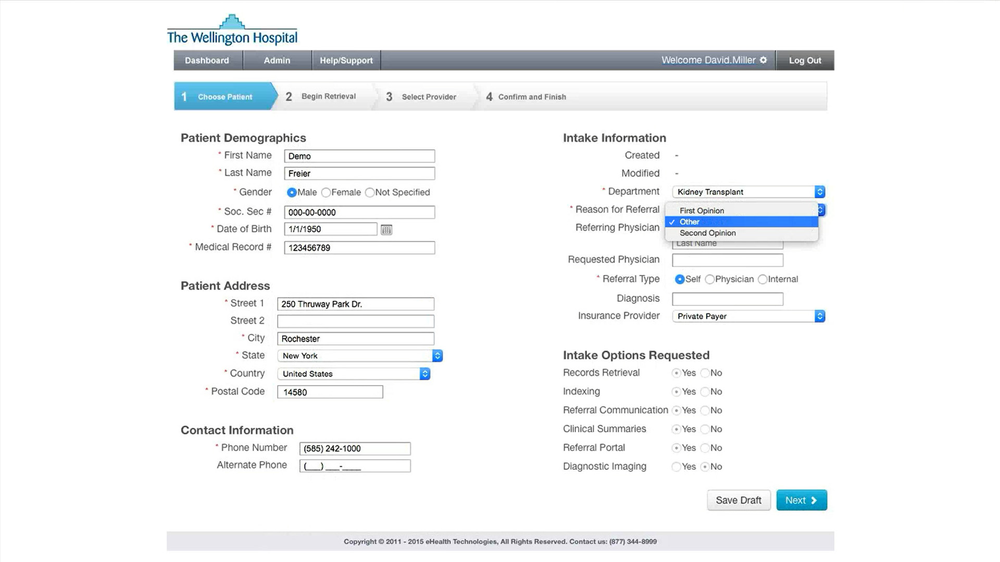 The Wellington Hospital
Dashboard Admin Help/Support Welcome David.Miller Log Out
1 Choose Patient 2 Begin Retrieval 3 Select Provider 4 Confirm and Finish
Patient Demographics
* First Name Demo
* Last Name Freier
* Gender Male Female Not Specified
* Soc. Sec # 000-00-0000
* Date of Birth 1/1/1950
* Medical Record # 123456789
Patient Address
* Street 1 250 Thruway Park Dr.
Street 2
* City Rochester
* State New York
* Country United States
* Postal Code 14580
Contact Information
* Phone Number (585) 242-1000
Alternate Phone (___) ___-____
Intake Information
Created -
Modified -
* Department Kidney Transplant
* Reason for Referral
First Opinion
✓ Other
Second Opinion
Referring Physician
Last Name
Requested Physician
* Referral Type Self Physician Internal
Diagnosis
Insurance Provider Private Payer
Intake Options Requested
Records Retrieval Yes No
Indexing Yes No
Referral Communication Yes No
Clinical Summaries Yes No
Referral Portal Yes No
Diagnostic Imaging Yes No
Save Draft Next
Copyright © 2011 - 2015 eHealth Technologies, All Rights Reserved. Contact us: (877) 344-8999